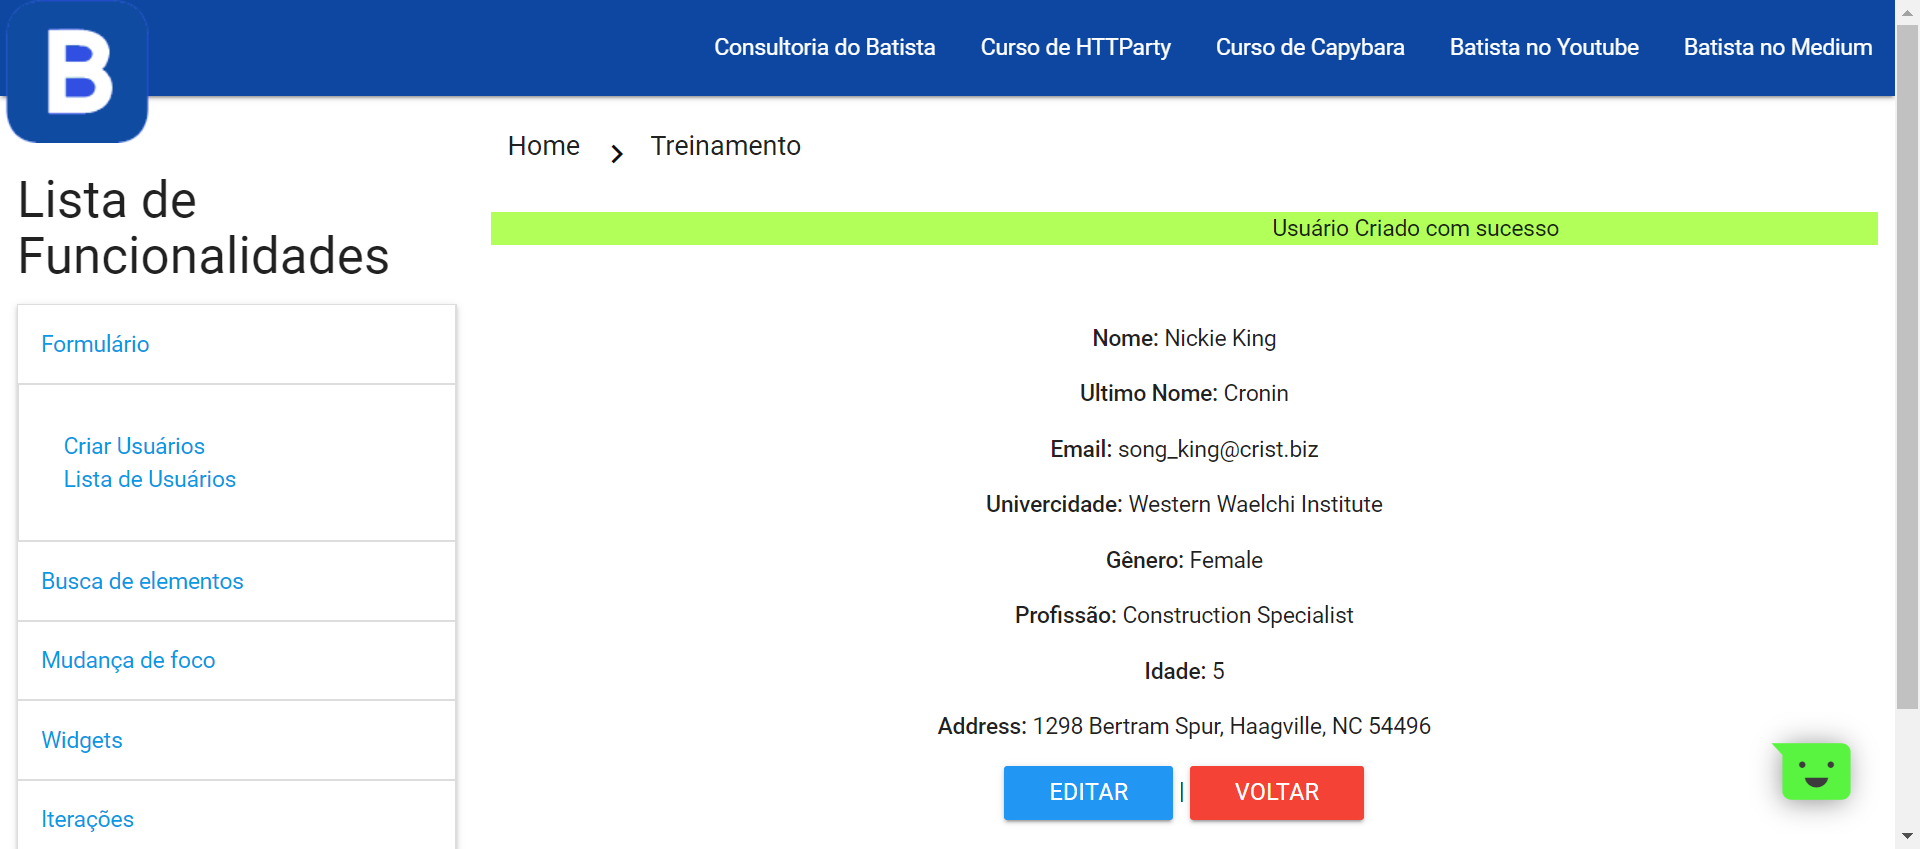 B
Consultoria do Batista
Curso de HTTParty
Curso de Capybara
Batista no Youtube
Batista no Medium
Home
Treinamento
Lista de
Funcionalidades
Formulário
Criar Usuários
Lista de Usuários
Busca de elementos
Mudança de foco
Widgets
Iterações
Usuário Criado com sucesso
Nome: Nickie King
Ultimo Nome: Cronin
Email: song_king@crist.biz
Univercidade: Western Waelchi Institute
Gênero: Female
Profissão: Construction Specialist
Idade: 5
Address: 1298 Bertram Spur, Haagville, NC 54496
EDITAR | VOLTAR